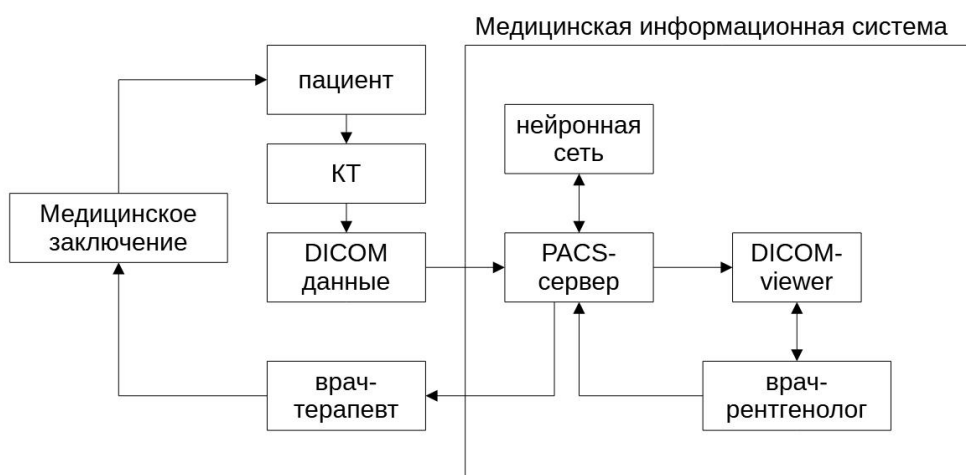 Медицинская информационная система
пациент
нейронная
сеть
КТ
Медицинское
заключение
DICOM
данные
PACS-
сервер
DICOM-
viewer
врач-
терапевт
врач-
рентгенолог